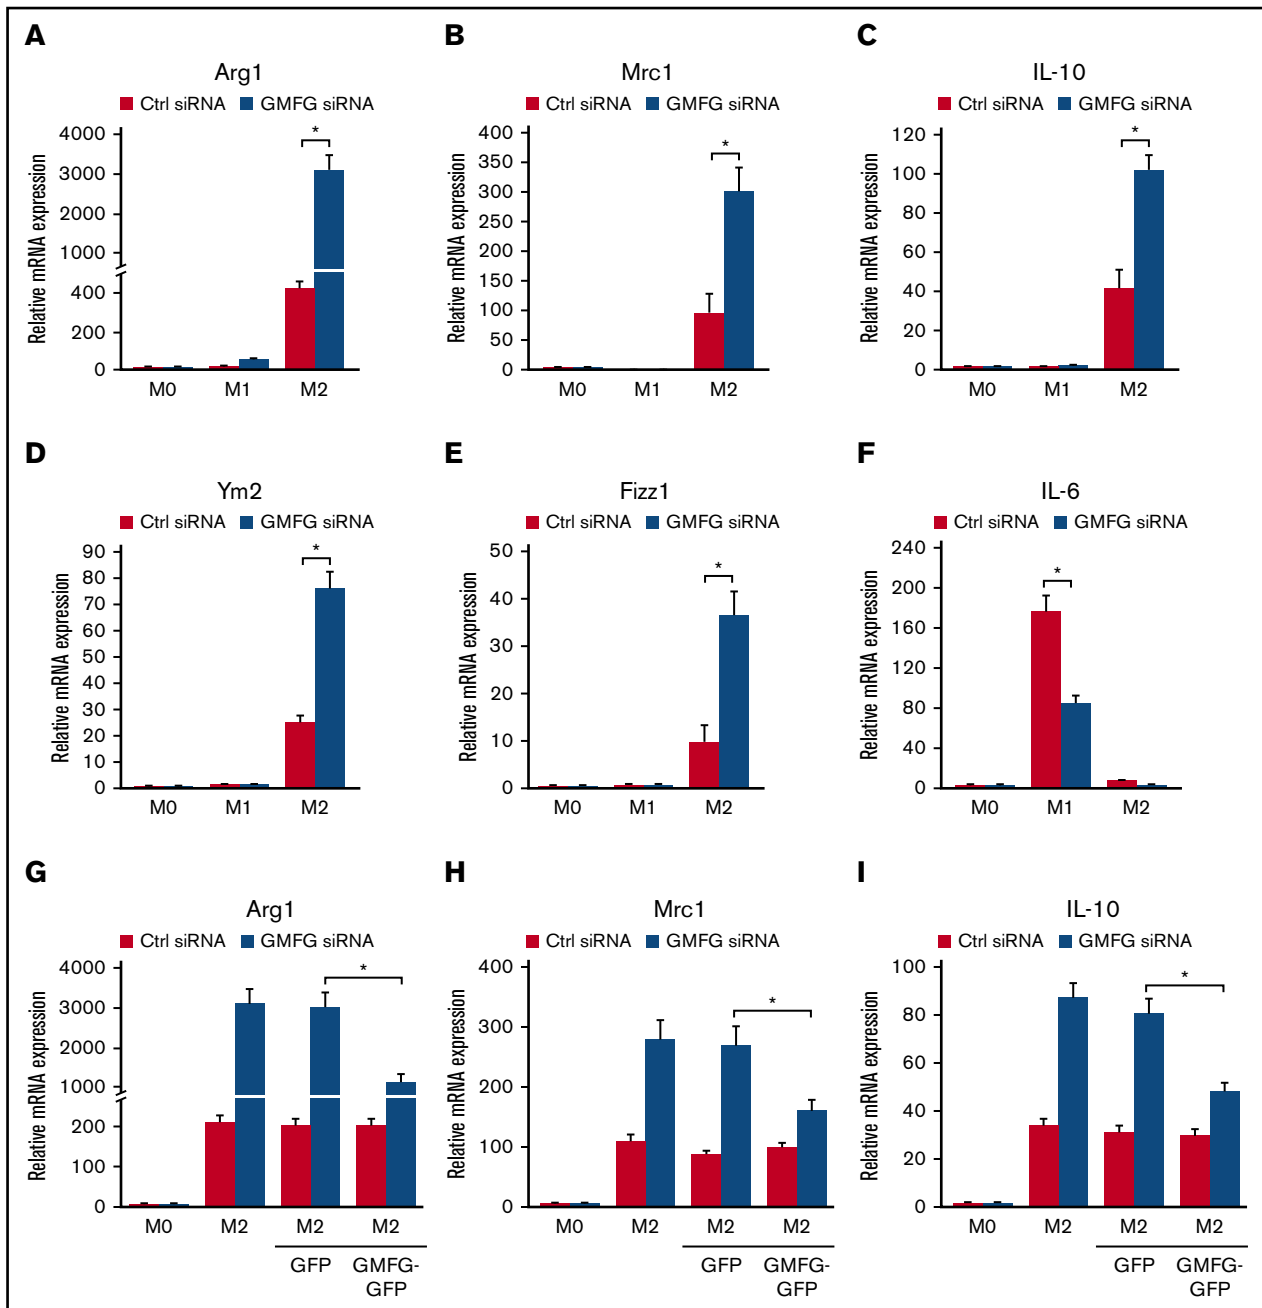 A
Arg1
Ctrl siRNA GMFG siRNA
Relative mRNA expression
4000
3000
2000
1000
400
200
0
*
M0 M1 M2
B
Mrc1
Ctrl siRNA GMFG siRNA
Relative mRNA expression
400
350
300
250
200
150
100
50
0
*
M0 M1 M2
C
IL-10
Ctrl siRNA GMFG siRNA
Relative mRNA expression
120
100
80
60
40
20
0
*
M0 M1 M2
D
Ym2
Ctrl siRNA GMFG siRNA
Relative mRNA expression
90
80
70
60
50
40
30
20
10
0
*
M0 M1 M2
E
Fizz1
Ctrl siRNA GMFG siRNA
Relative mRNA expression
50
40
30
20
10
0
*
M0 M1 M2
F
IL-6
Ctrl siRNA GMFG siRNA
Relative mRNA expression
240
200
160
120
80
40
0
*
M0 M1 M2
G
Arg1
Ctrl siRNA GMFG siRNA
Relative mRNA expression
4000
3000
2000
1000
200
100
0
*
M0 M2 M2 M2
GFP GMFG-
GFP
H
Mrc1
Ctrl siRNA GMFG siRNA
Relative mRNA expression
400
300
200
100
0
*
M0 M2 M2 M2
GFP GMFG-
GFP
I
IL-10
Ctrl siRNA GMFG siRNA
Relative mRNA expression
100
80
60
40
20
0
*
M0 M2 M2 M2
GFP GMFG-
GFP